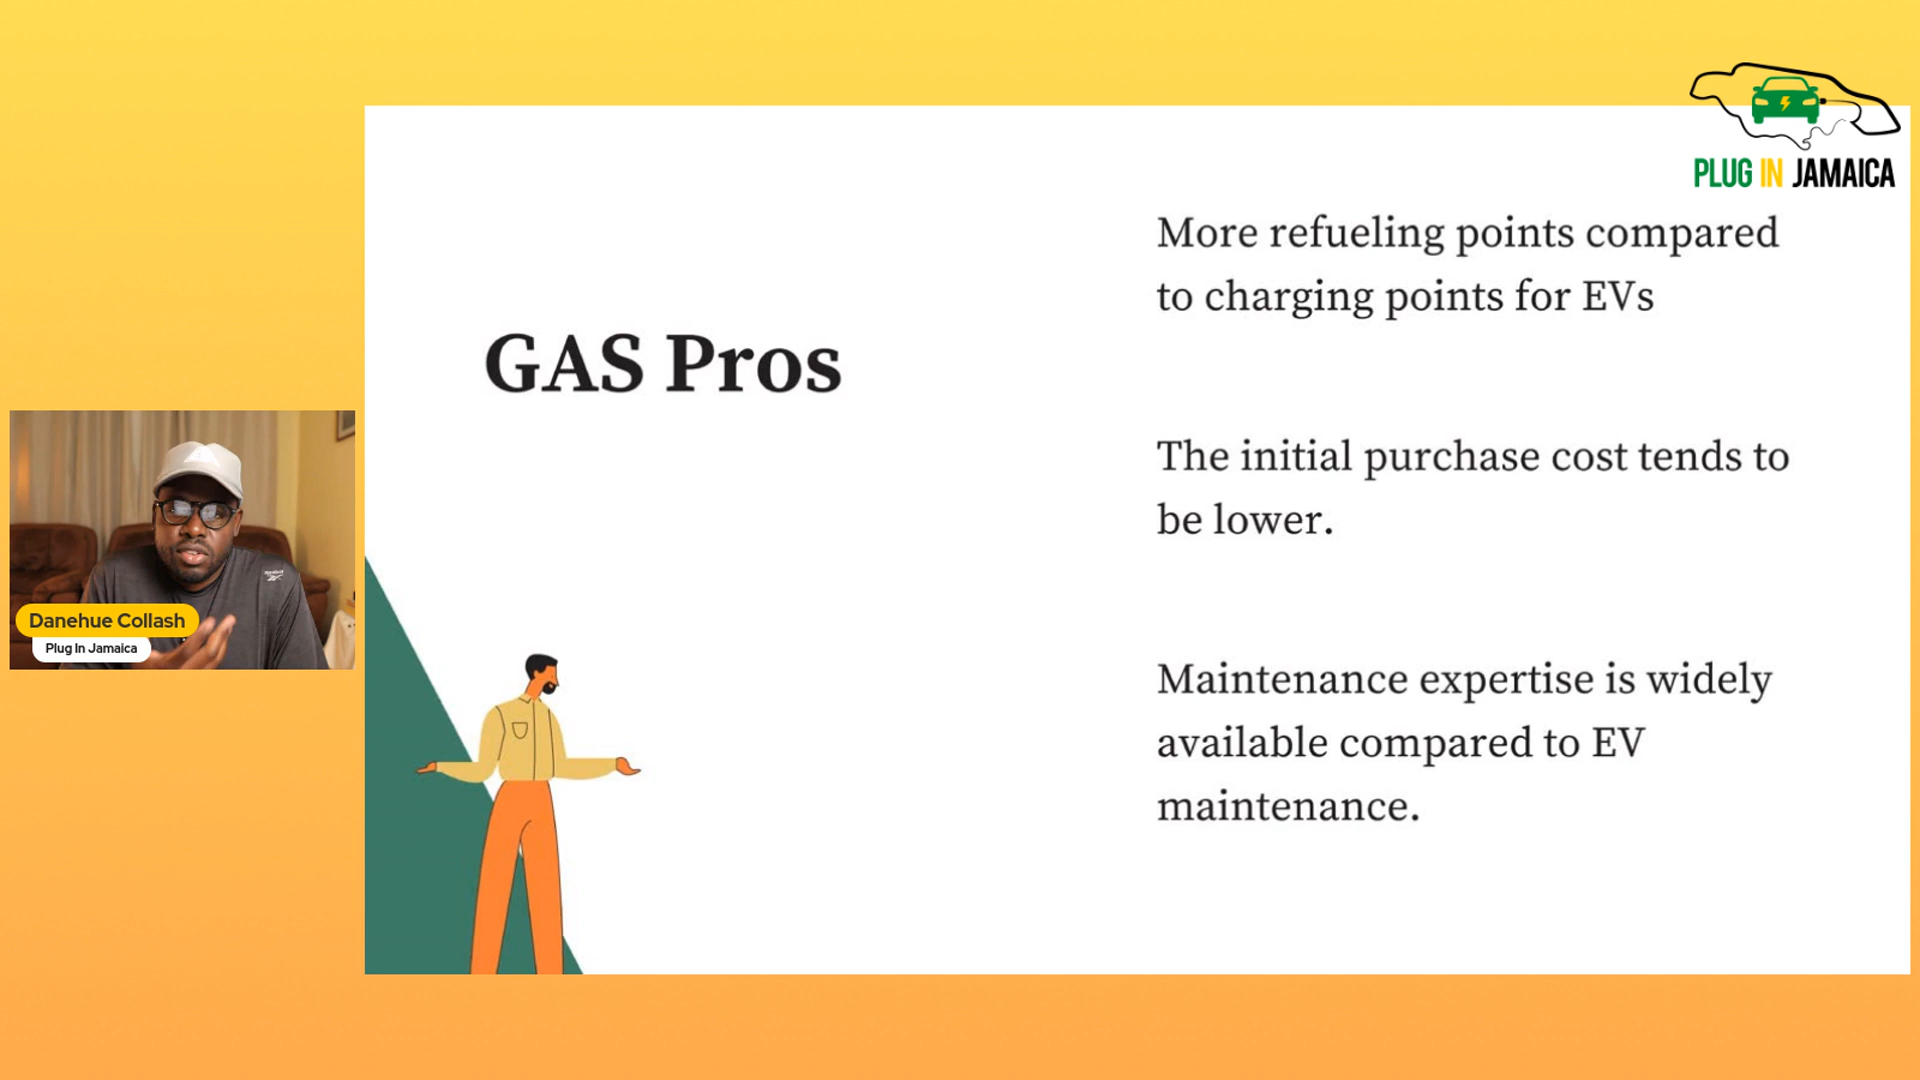 PLUG IN JAMAICA
GAS Pros
More refueling points compared
to charging points for EVs
The initial purchase cost tends to
be lower.
Maintenance expertise is widely
available compared to EV
maintenance.
Danehue Collash
Plug In Jamaica
Reebok